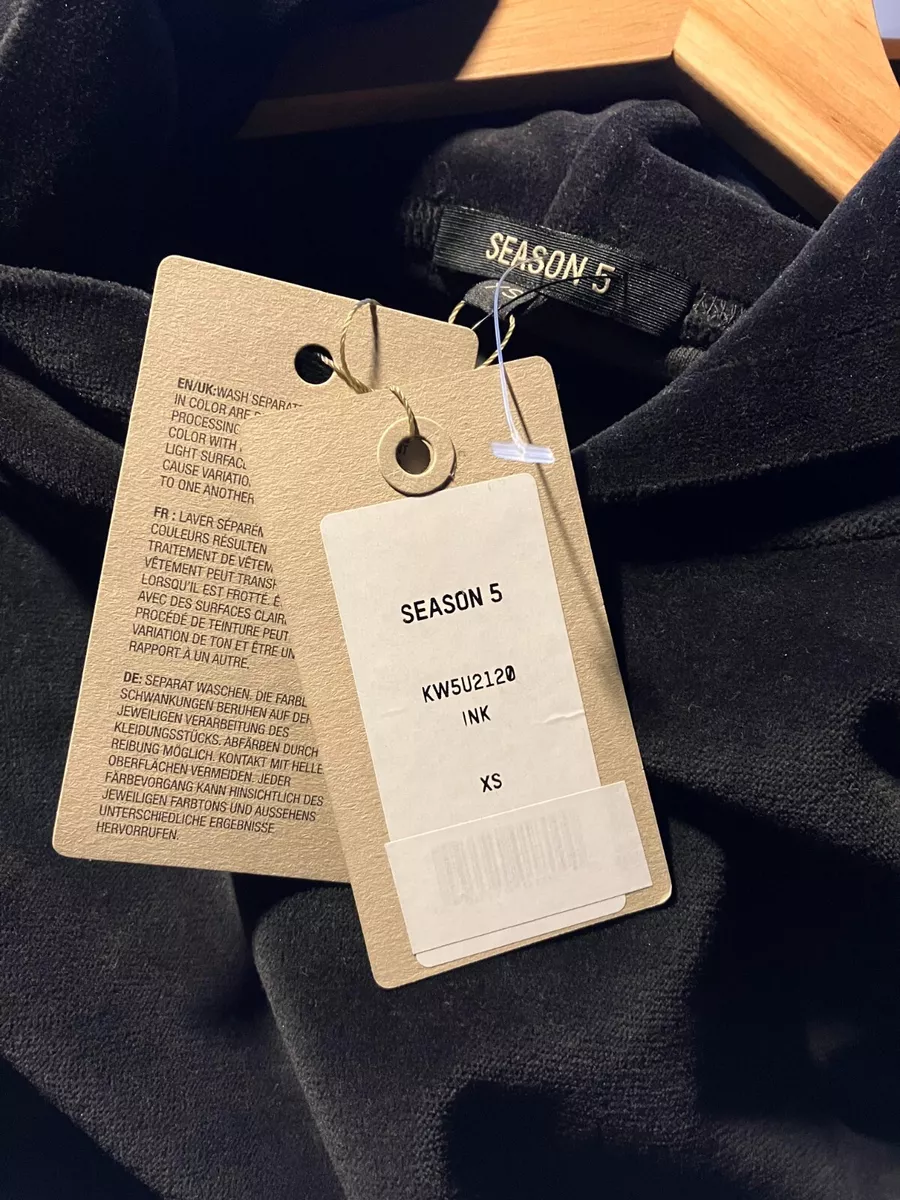 SEASON 5
XS
EN/UK:WASH SEPARAT
IN COLOR ARE
PROCESSING
COLOR WITH
LIGHT SURFAC
CAUSE VARIATIO
TO ONE ANOTHER
FR : LAVER SÉPARÉM
COULEURS RÉSULTEN
TRAITEMENT DE VÊTEM
VÊTEMENT PEUT TRANSF
LORSQU'IL EST FROTTÉ. É
AVEC DES SURFACES CLAIR
PROCÉDÉ DE TEINTURE PEUT
VARIATION DE TON ET ÊTRE UN
RAPPORT À UN AUTRE.
DE: SEPARAT WASCHEN. DIE FARBL
SCHWANKUNGEN BERUHEN AUF DER
JEWEILIGEN VERARBEITUNG DES
KLEIDUNGSSTÜCKS. ABFÄRBEN DURCH
REIBUNG MÖGLICH. KONTAKT MIT HELLE
OBERFLÄCHEN VERMEIDEN. JEDER
FÄRBEVORGANG KANN HINSICHTLICH DES
JEWEILIGEN FARBTONS UND AUSSEHENS
UNTERSCHIEDLICHE ERGEBNISSE
HERVORRUFEN.
SEASON 5
KW5U2120
INK
XS